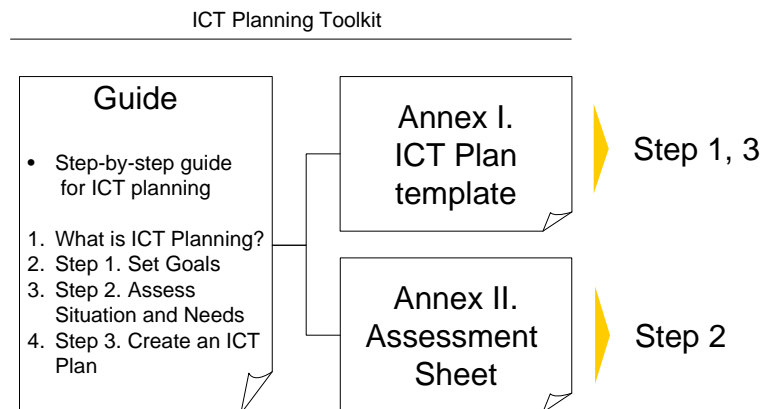 ICT Planning Toolkit
Guide
• Step-by-step guide
for ICT planning
1. What is ICT Planning?
2. Step 1. Set Goals
3. Step 2. Assess
Situation and Needs
4. Step 3. Create an ICT
Plan
Annex I.
ICT Plan
template
Step 1, 3
Annex II.
Assessment
Sheet
Step 2